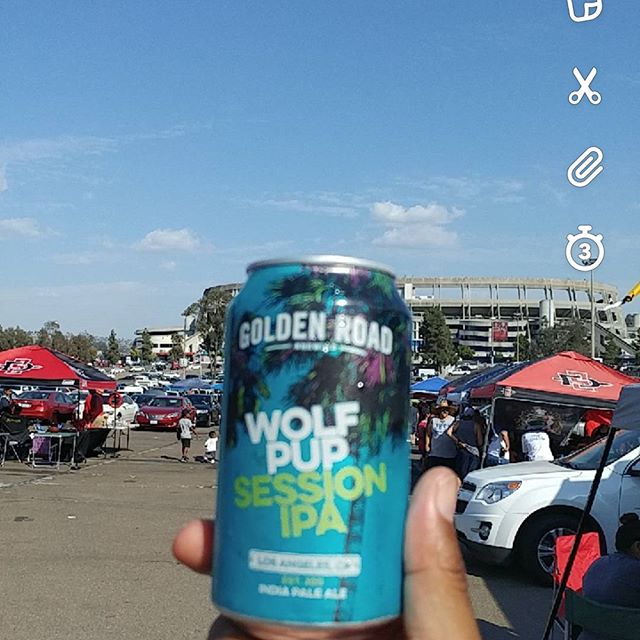 3
GOLDEN ROAD
WOLF
PUP
SESSION
IPA
LOS ANGELES, CA
INDIA PALE ALE